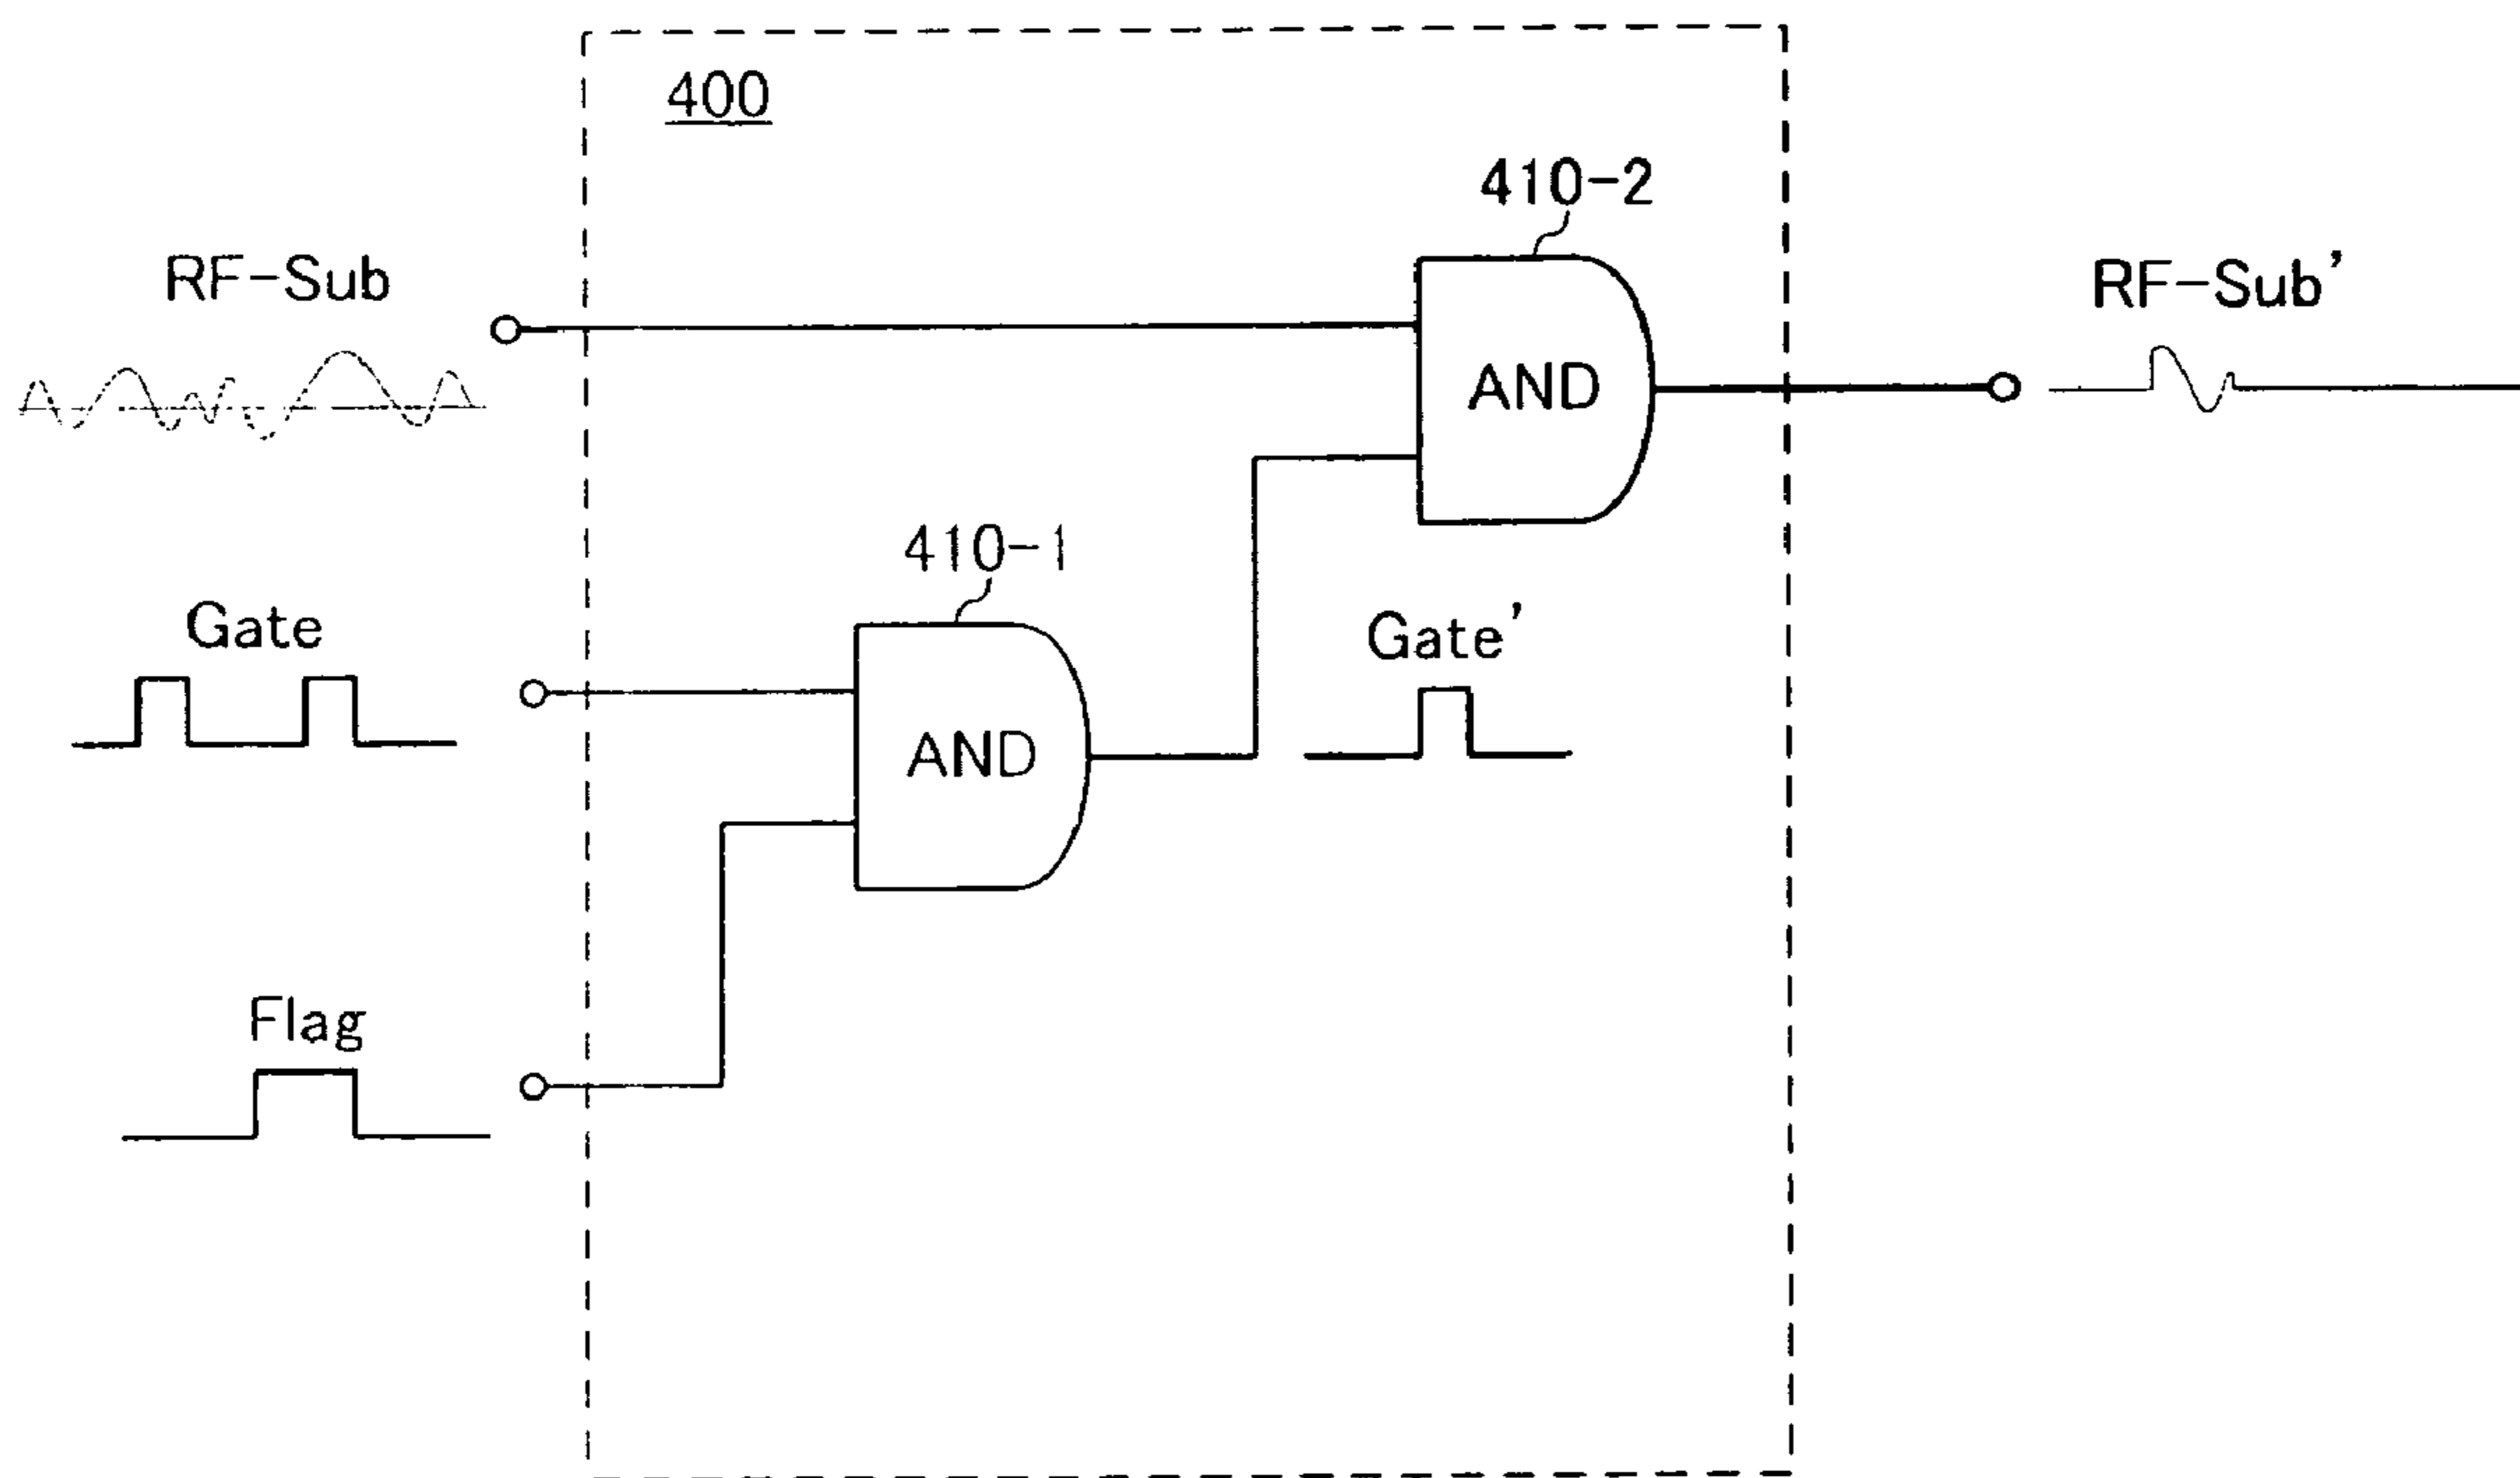 400
410-2
RF-Sub
RF-Sub'
AND
410-1
Gate
Gate'
AND
Flag